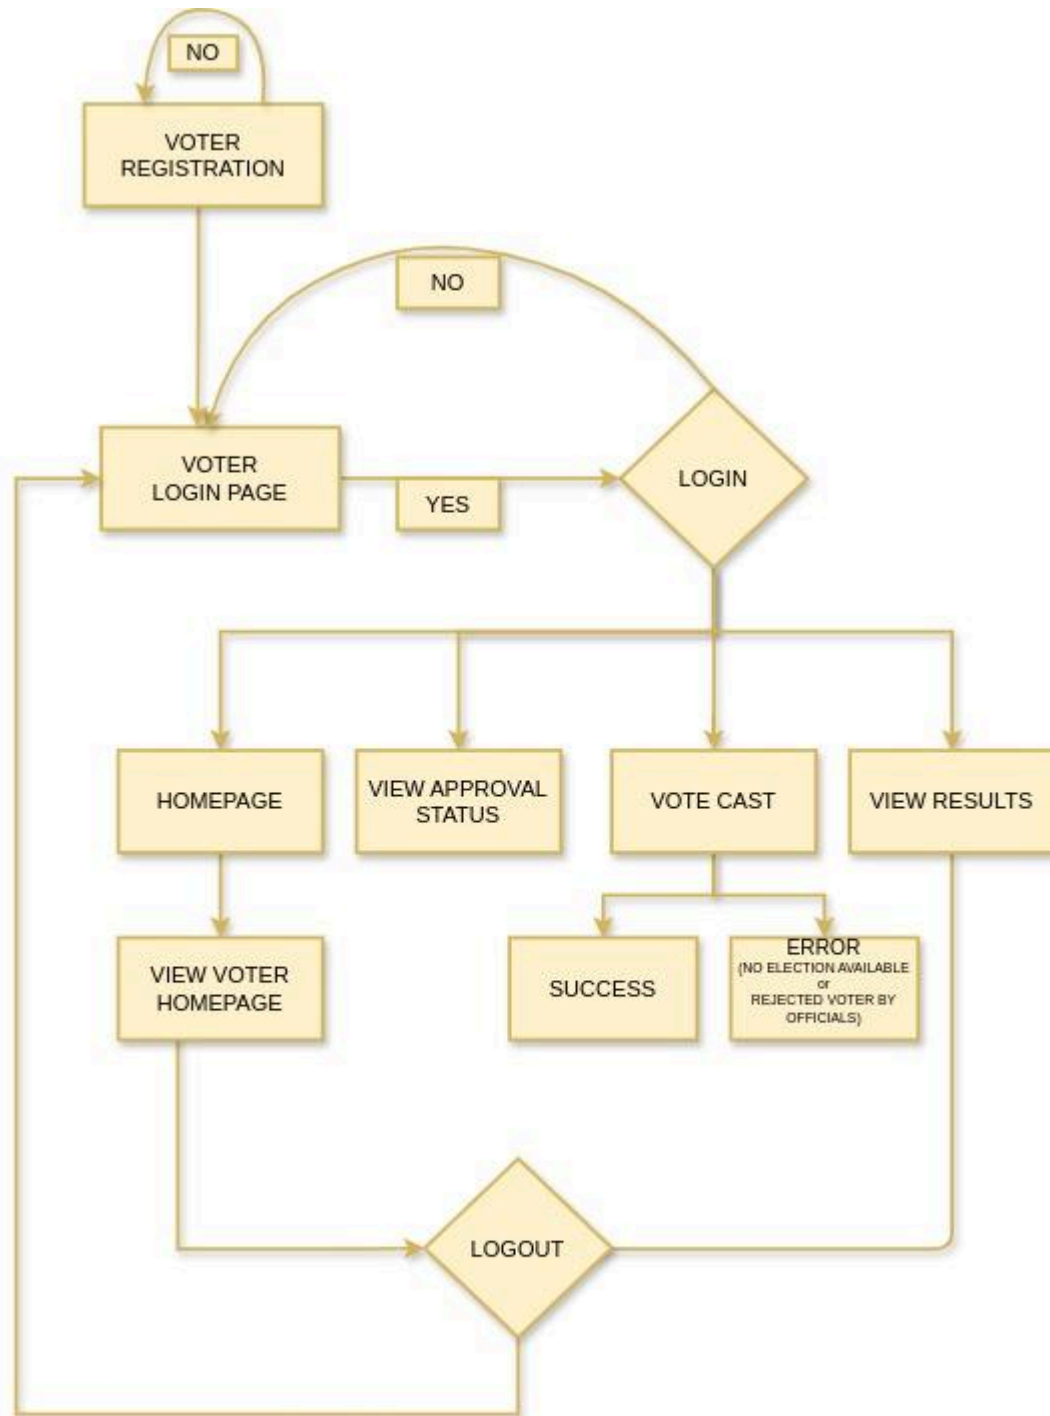 NO
VOTER
REGISTRATION
NO
VOTER
LOGIN PAGE
YES
LOGIN
HOMEPAGE
VIEW APPROVAL
STATUS
VOTE CAST
VIEW RESULTS
VIEW VOTER
HOMEPAGE
SUCCESS
ERROR
(NO ELECTION AVAILABLE
or
REJECTED VOTER BY
OFFICIALS)
LOGOUT